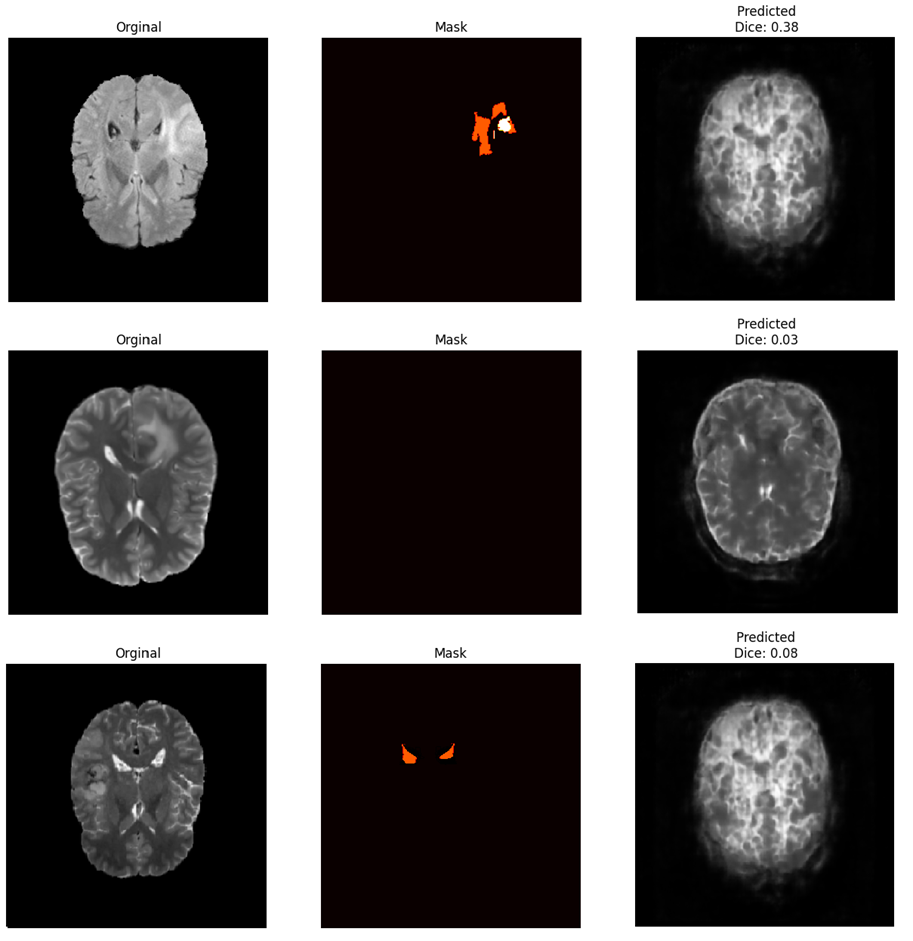 Orginal
Mask
Predicted
Dice: 0.38
Orginal
Mask
Predicted
Dice: 0.03
Orginal
Mask
Predicted
Dice: 0.08